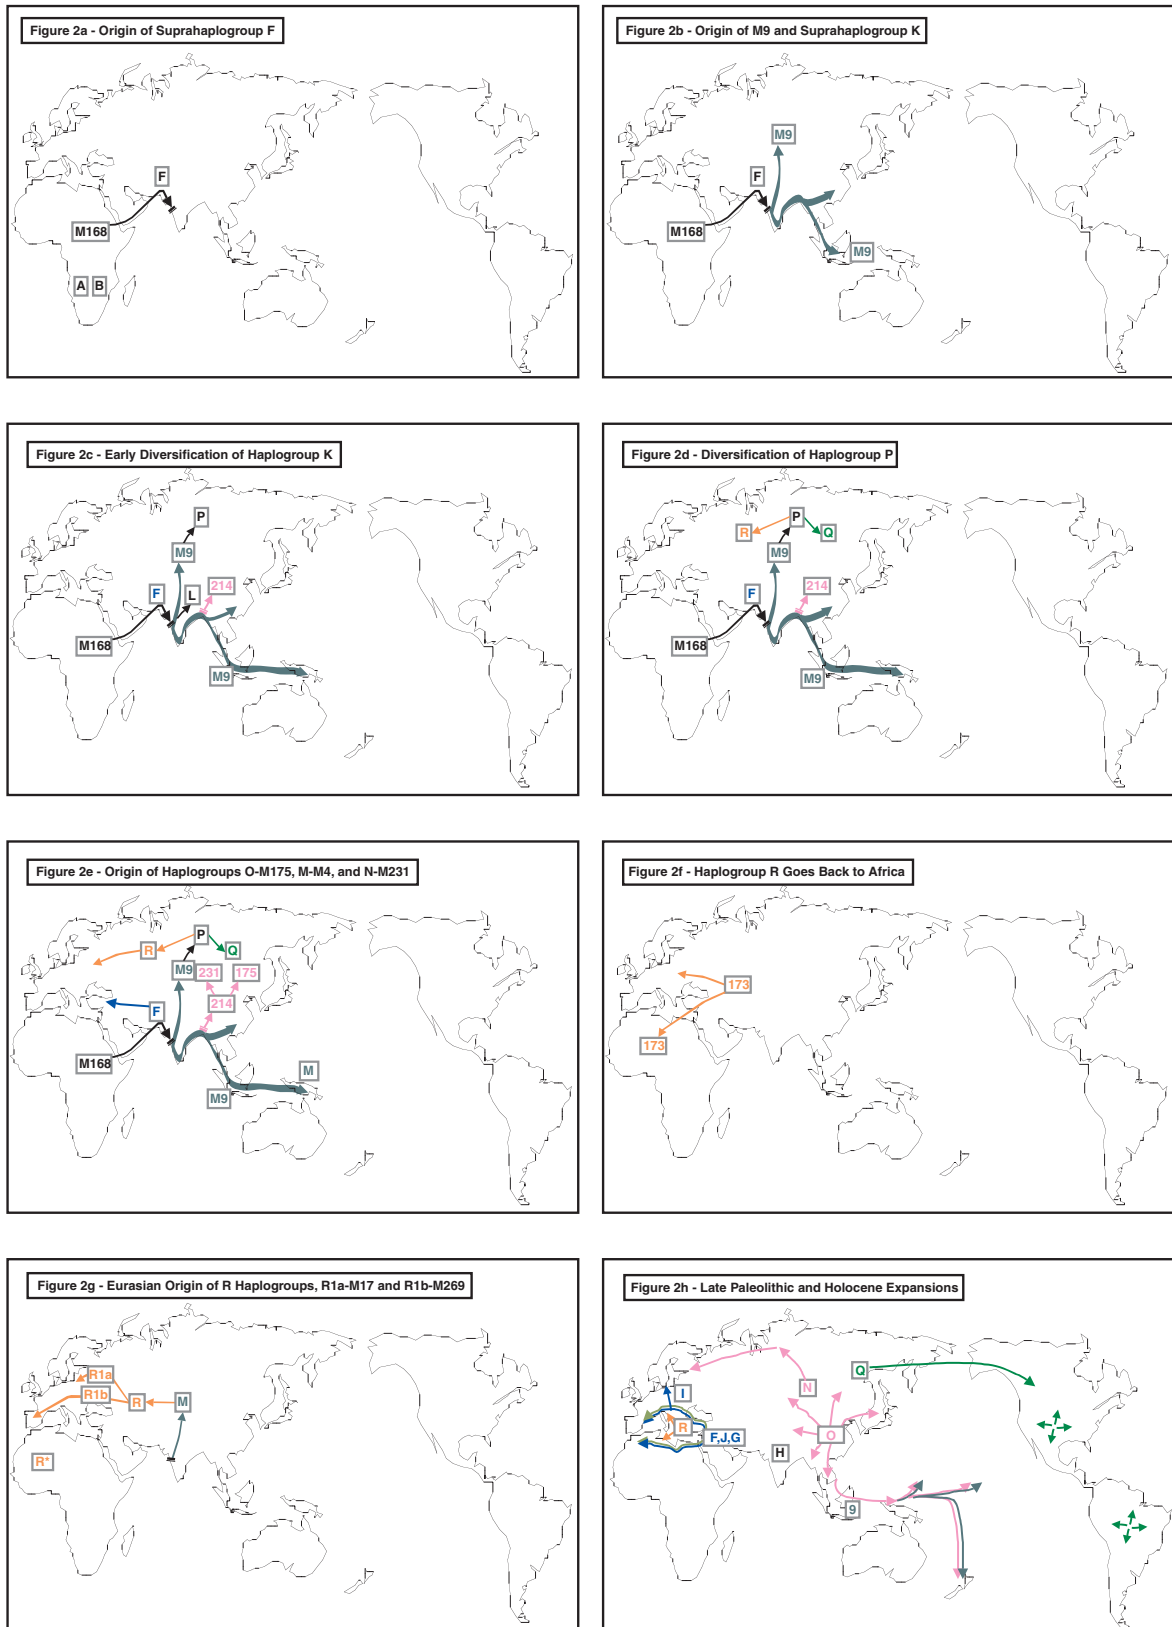 Figure 2a - Origin of Suprahaplogroup F
F
M168
A B
Figure 2b - Origin of M9 and Suprahaplogroup K
M9
F
M168
M9
Figure 2c - Early Diversification of Haplogroup K
P
M9
214
F
L
M168
M9
Figure 2d - Diversification of Haplogroup P
P
R
Q
M9
214
F
M168
M9
Figure 2e - Origin of Haplogroups O-M175, M-M4, and N-M231
P
R
Q
M9 231 175
214
F
M168
M
M9
Figure 2f - Haplogroup R Goes Back to Africa
173
173
Figure 2g - Eurasian Origin of R Haplogroups, R1a-M17 and R1b-M269
R1a
R1b
R
M
R*
Figure 2h - Late Paleolithic and Holocene Expansions
Q
N
I
R
O
F,J,G
H
9